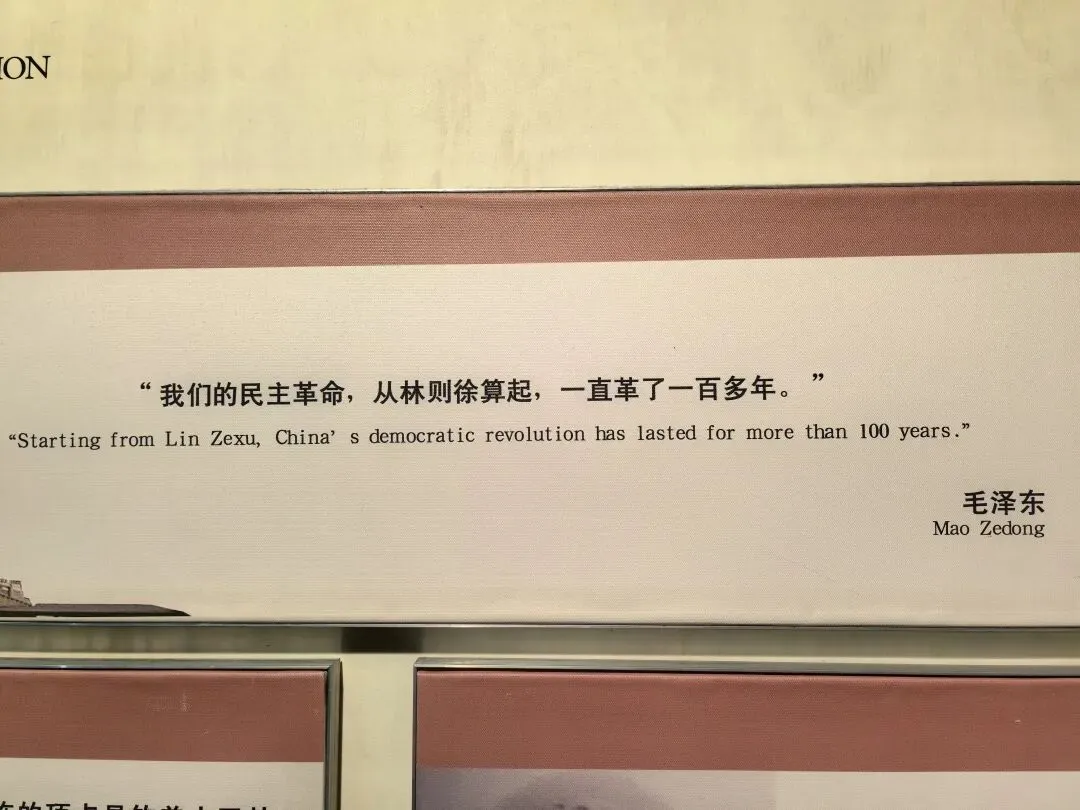 ION
“我们的民主革命，从林则徐算起，一直革了一百多年。”
“Starting from Lin Zexu, China’s democratic revolution has lasted for more than 100 years.”
毛泽东
Mao Zedong